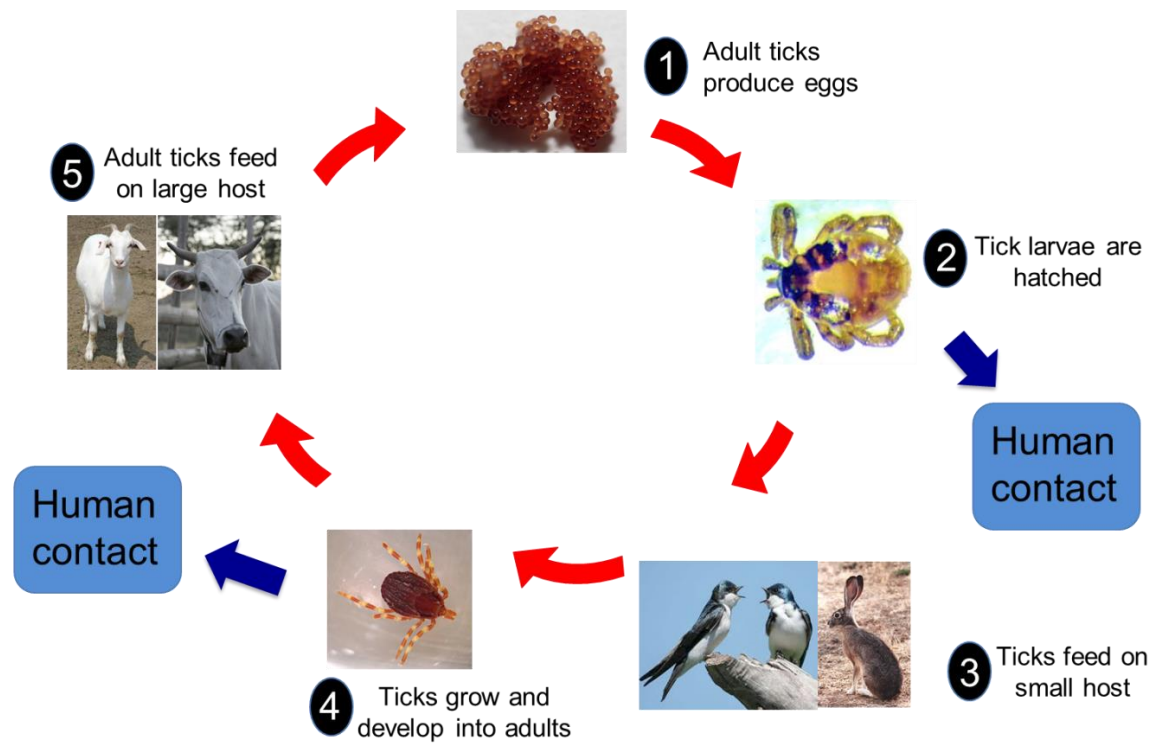 1
Adult ticks
produce eggs
2
Tick larvae are
hatched
Human
contact
3
Ticks feed on
small host
4
Ticks grow and
develop into adults
Human
contact
5
Adult ticks feed
on large host